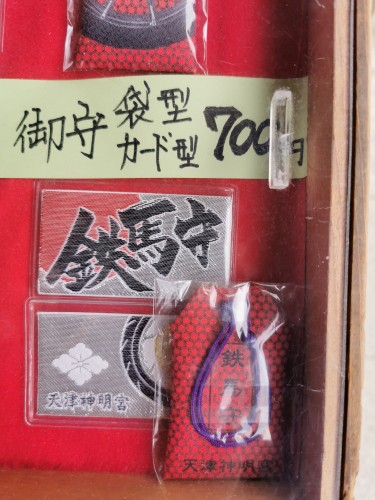 御守 袋型
カード型 700円
鉄馬守
天津神明宮
鉄馬守
天津神明宮